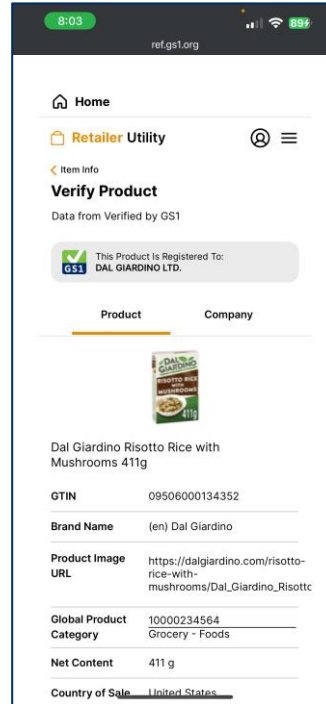 8:03
89
ref.gs1.org
Home
Retailer Utility
Item Info
Verify Product
Data from Verified
by GS1
GS1
This Product Is Registered To:
DAL GIARDINO LTD.
Product
Company
DAL
GIARDINO
RISOTTO RICE
WITH
MUSHROOMS
411g
Dal Giardino Risotto Rice with
Mushrooms 411g
GTIN
09506000134352
Brand Name
(en) Dal Giardino
Product Image
URL
https://dalgiardino.com/risotto-
rice-with-
mushrooms/Dal_Giardino_Risotto
Global Product
Category
10000234564
Grocery - Foods
Net Content
411 g
Country of Sale
United States